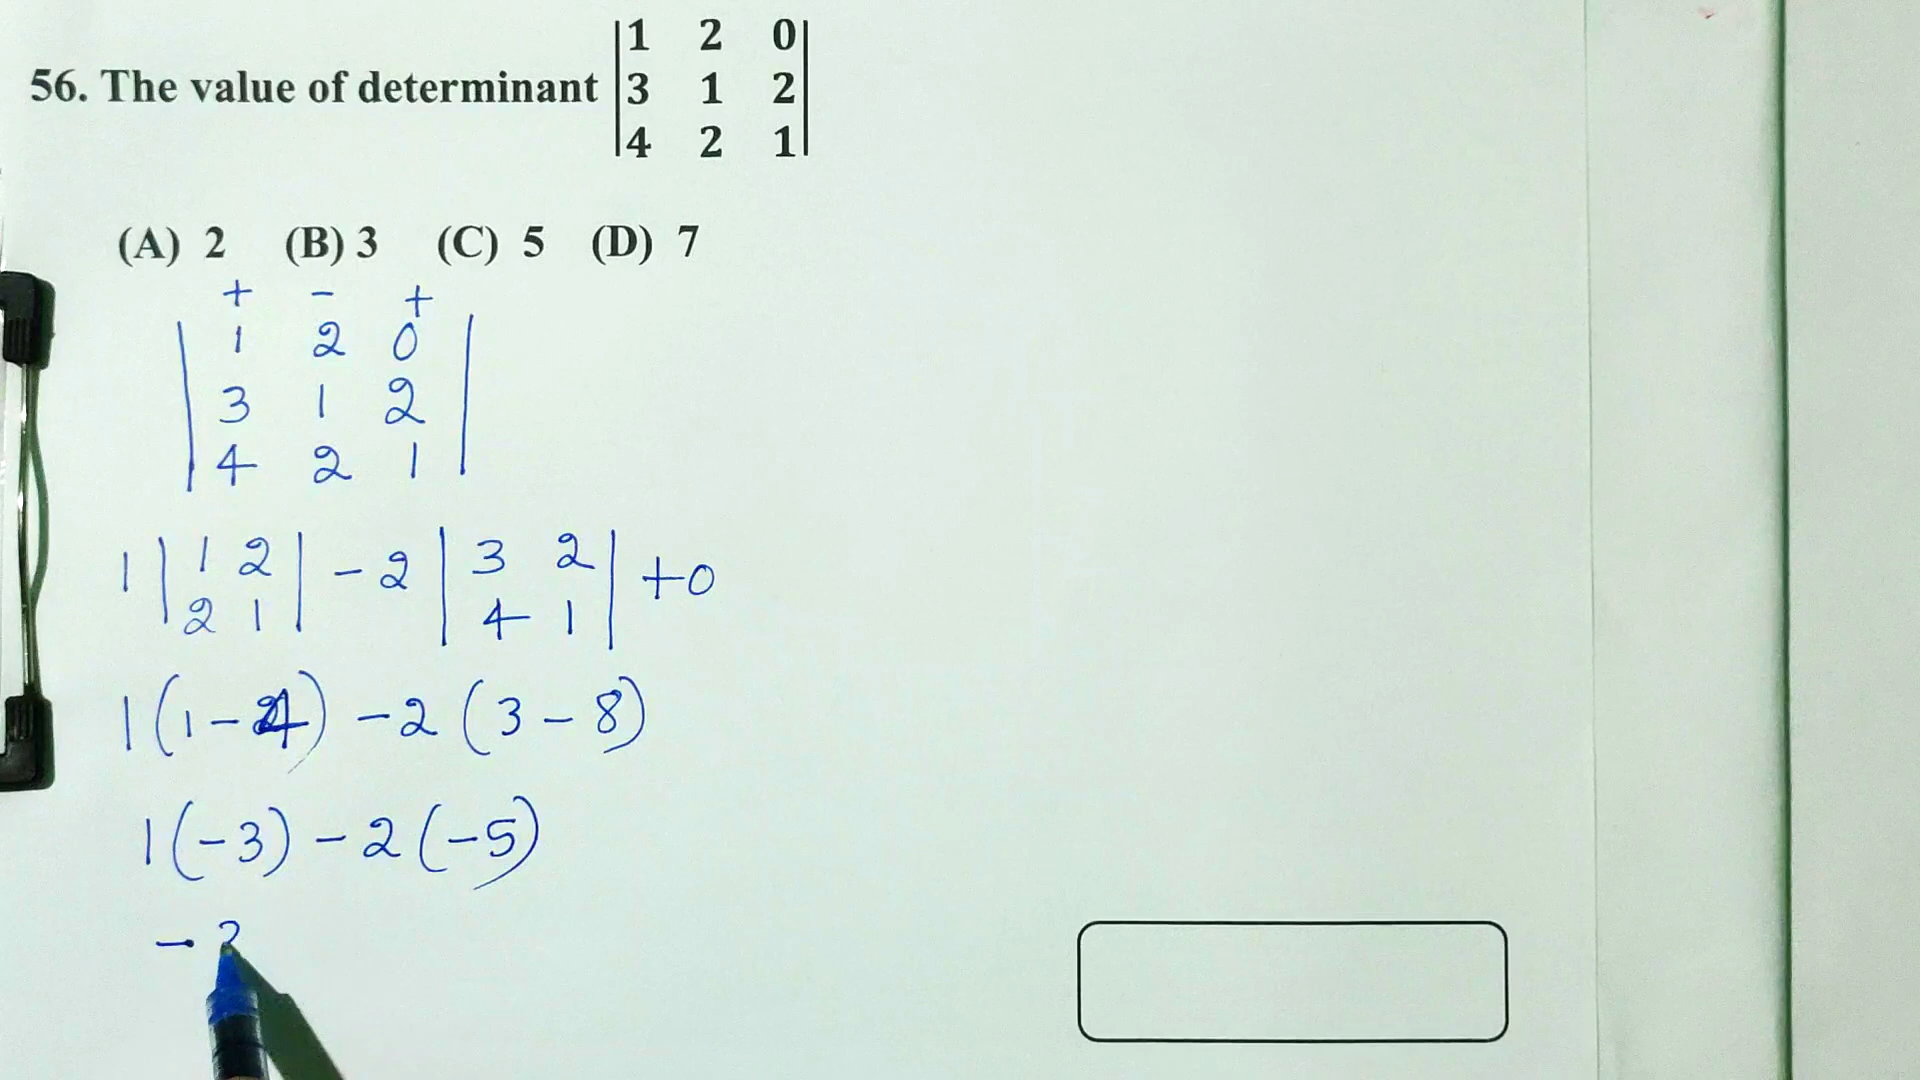 56. The value of determinant |1 2 0|
|3 1 2|
|4 2 1|
(A) 2 (B) 3 (C) 5 (D) 7
+ - +
| 1 2 0 |
| 3 1 2 |
| 4 2 1 |
1 | 1 2 | - 2 | 3 2 | + 0
| 2 1 | | 4 1 |
1 (1 - 4) - 2 (3 - 8)
1 (-3) - 2 (-5)
-